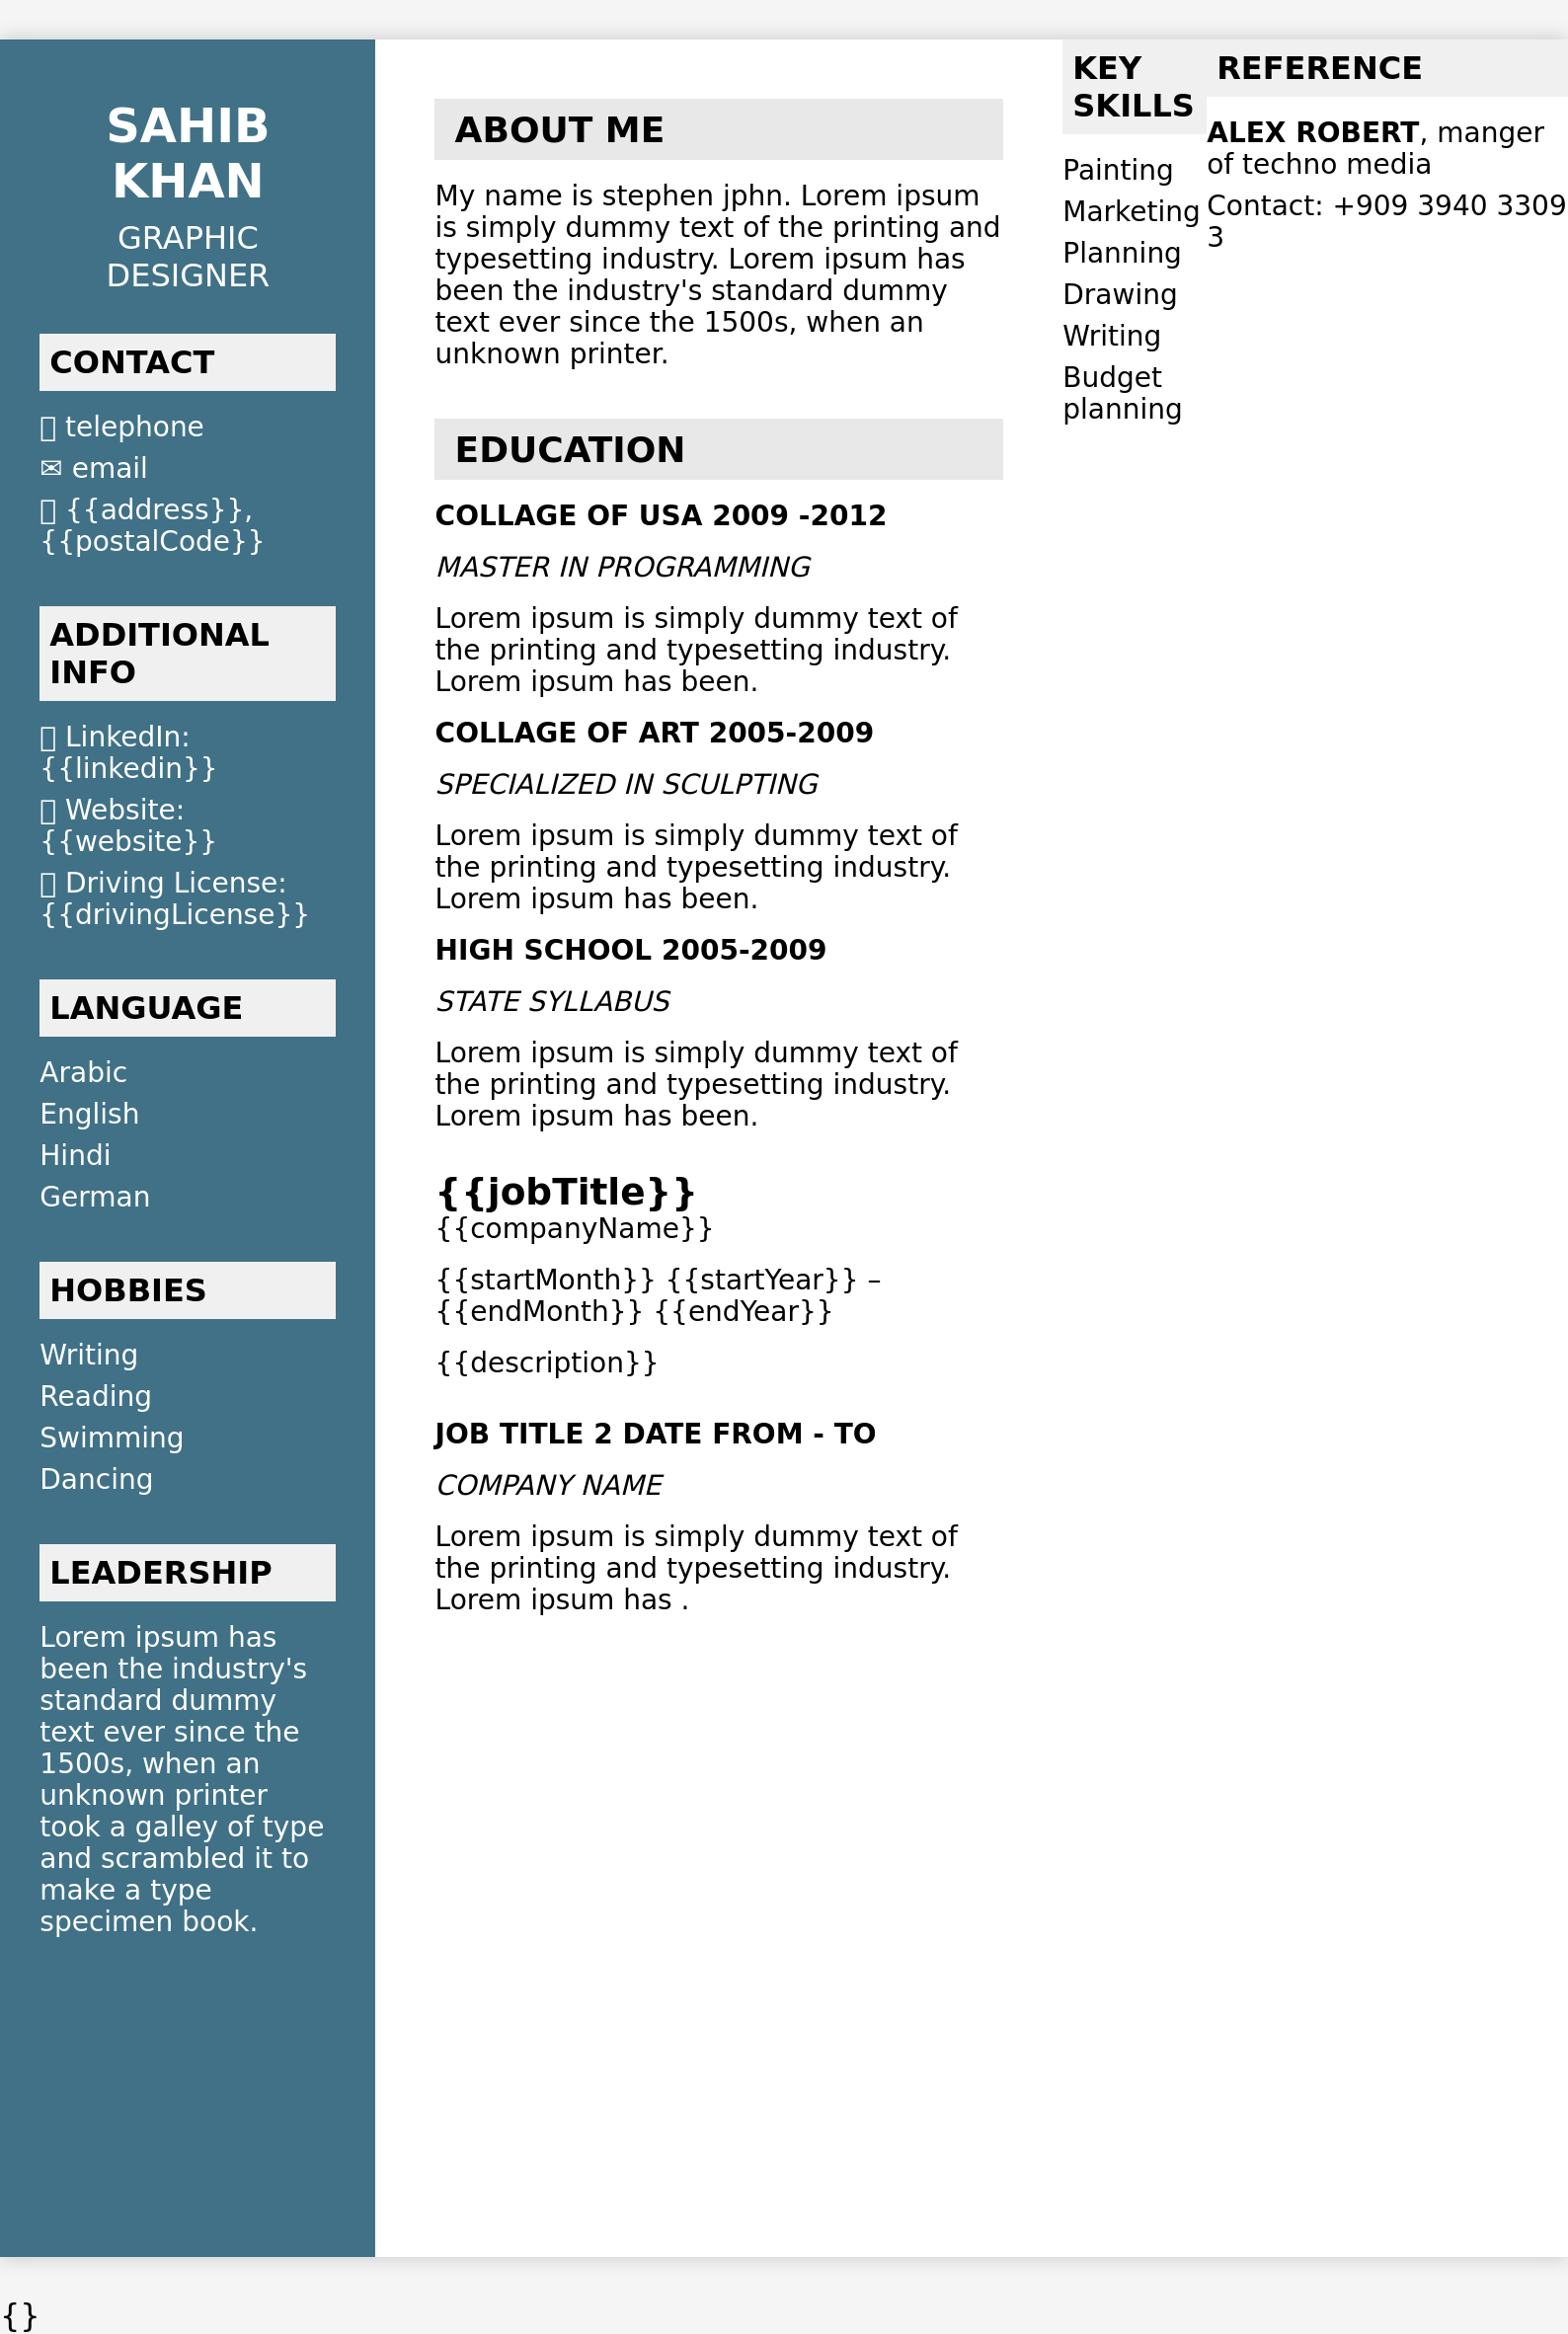 SAHIB
KHAN
GRAPHIC
DESIGNER
CONTACT
telephone
✉ email
{{address}},
{{postalCode}}
ADDITIONAL
INFO
LinkedIn:
{{linkedin}}
Website:
{{website}}
Driving License:
{{drivingLicense}}
LANGUAGE
Arabic
English
Hindi
German
HOBBIES
Writing
Reading
Swimming
Dancing
LEADERSHIP
Lorem ipsum has
been the industry's
standard dummy
text ever since the
1500s, when an
unknown printer
took a galley of type
and scrambled it to
make a type
specimen book.
ABOUT ME
My name is stephen jphn. Lorem ipsum
is simply dummy text of the printing and
typesetting industry. Lorem ipsum has
been the industry's standard dummy
text ever since the 1500s, when an
unknown printer.
EDUCATION
COLLAGE OF USA 2009 -2012
MASTER IN PROGRAMMING
Lorem ipsum is simply dummy text of
the printing and typesetting industry.
Lorem ipsum has been.
COLLAGE OF ART 2005-2009
SPECIALIZED IN SCULPTING
Lorem ipsum is simply dummy text of
the printing and typesetting industry.
Lorem ipsum has been.
HIGH SCHOOL 2005-2009
STATE SYLLABUS
Lorem ipsum is simply dummy text of
the printing and typesetting industry.
Lorem ipsum has been.
{{jobTitle}}
{{companyName}}
{{startMonth}} {{startYear}} –
{{endMonth}} {{endYear}}
{{description}}
JOB TITLE 2 DATE FROM - TO
COMPANY NAME
Lorem ipsum is simply dummy text of
the printing and typesetting industry.
Lorem ipsum has .
KEY
SKILLS
Painting
Marketing
Planning
Drawing
Writing
Budget
planning
REFERENCE
ALEX ROBERT, manger
of techno media
Contact: +909 3940 3309
3
{}